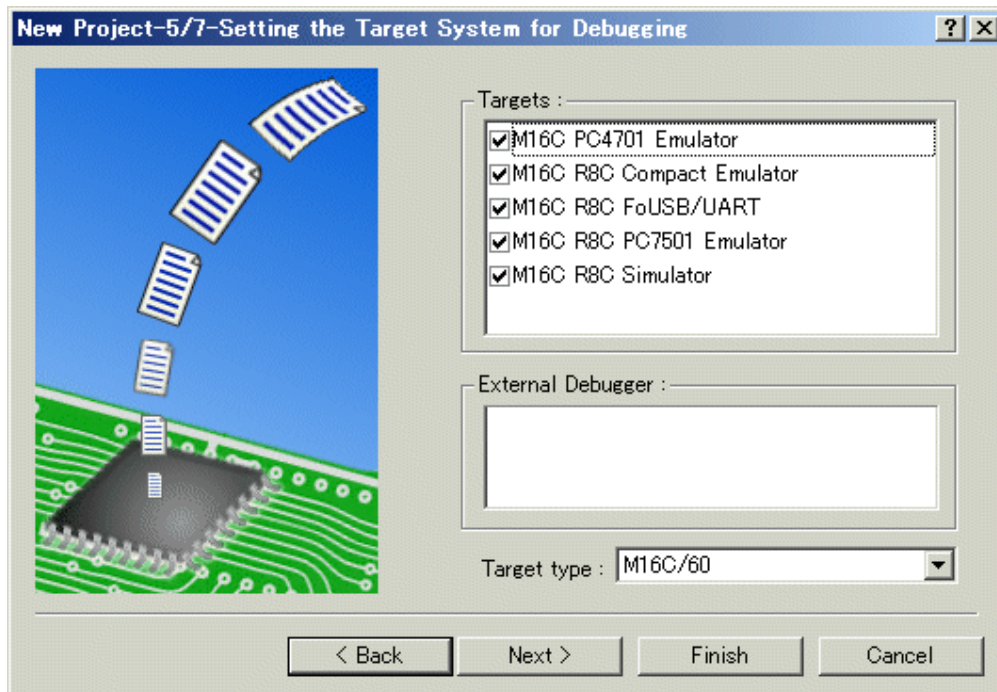 New Project-5/7-Setting the Target System for Debugging
Targets :
M16C PC4701 Emulator
M16C R8C Compact Emulator
M16C R8C FoUSB/UART
M16C R8C PC7501 Emulator
M16C R8C Simulator
External Debugger :
Target type : M16C/60
< Back Next > Finish Cancel